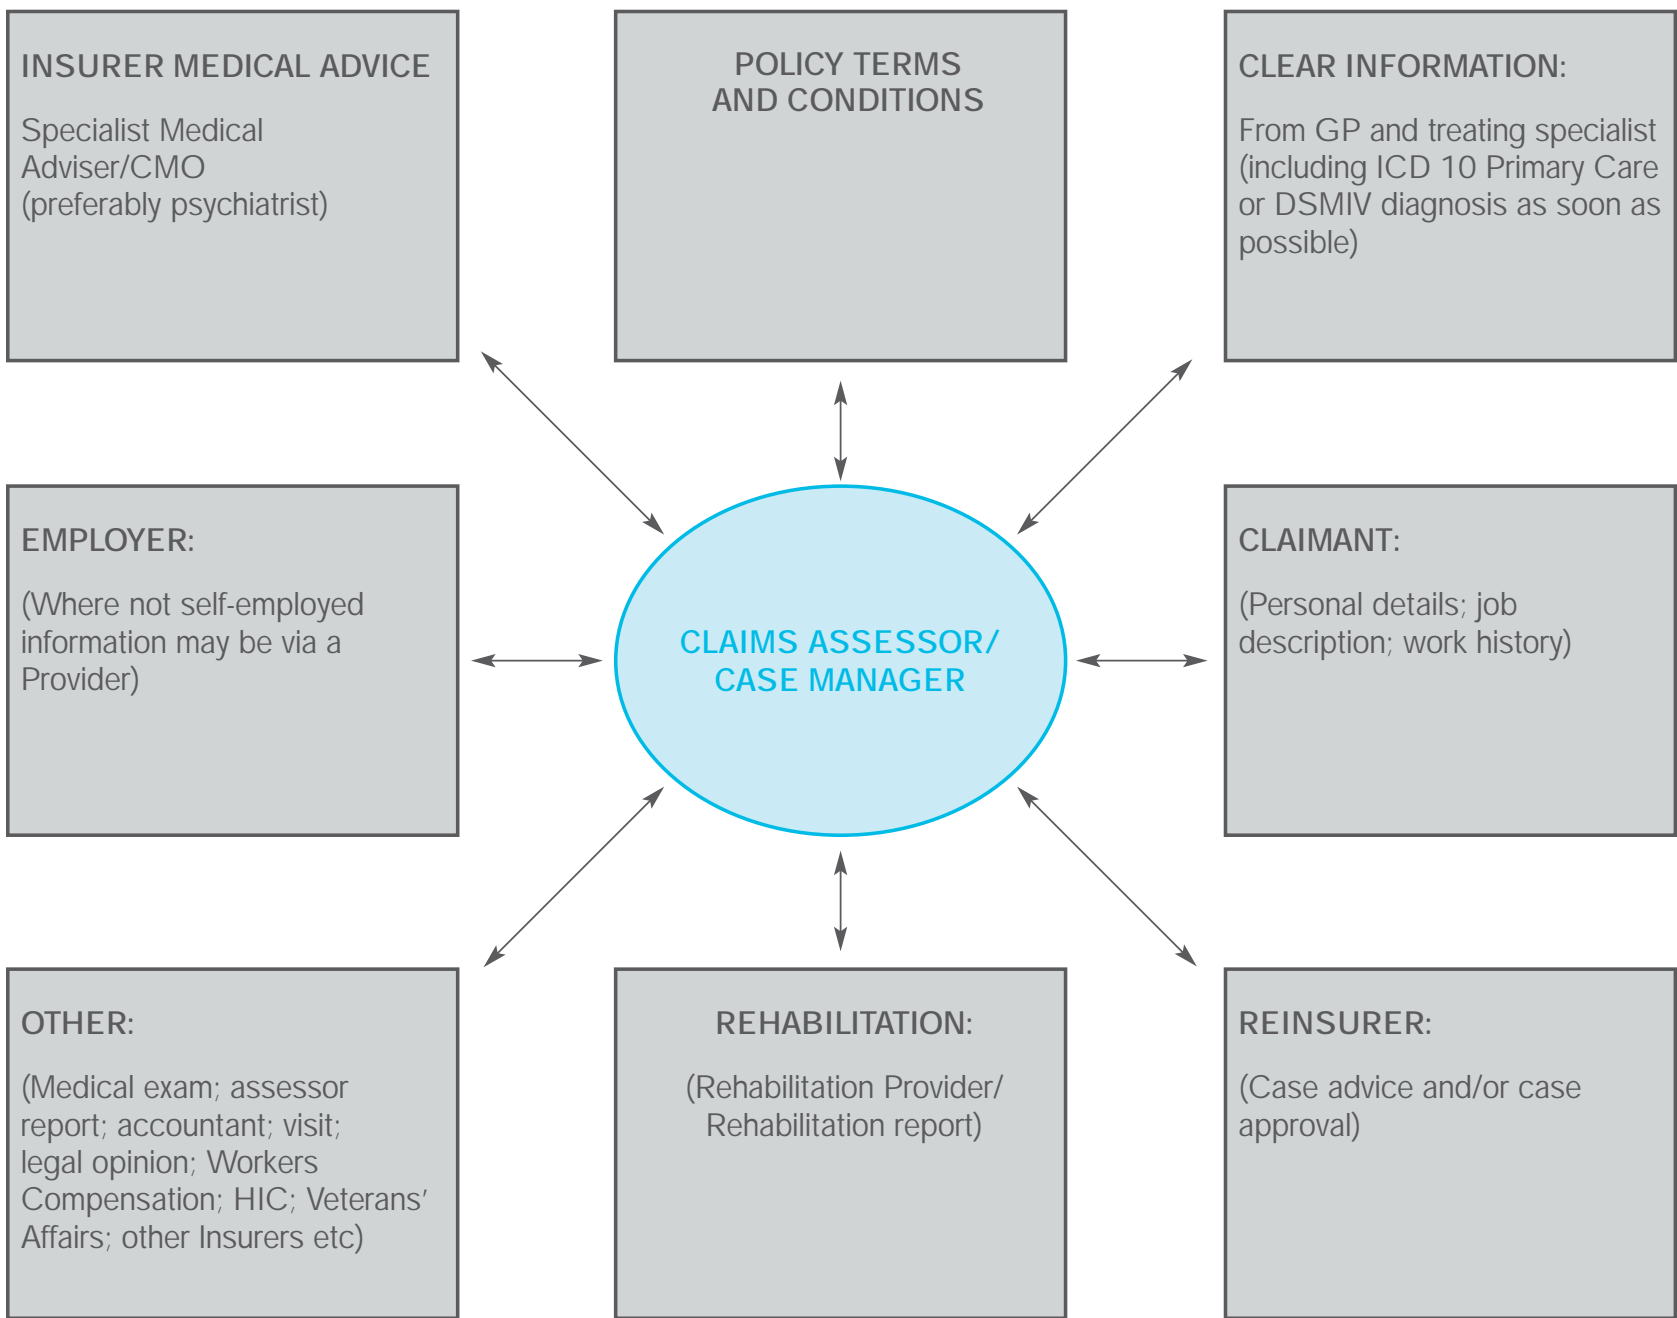 INSURER MEDICAL ADVICE
Specialist Medical
Adviser/CMO
(preferably psychiatrist)
POLICY TERMS
AND CONDITIONS
CLEAR INFORMATION:
From GP and treating specialist
(including ICD 10 Primary Care
or DSMIV diagnosis as soon as
possible)
EMPLOYER:
(Where not self-employed
information may be via a
Provider)
CLAIMS ASSESSOR/
CASE MANAGER
CLAIMANT:
(Personal details; job
description; work history)
OTHER:
(Medical exam; assessor
report; accountant; visit;
legal opinion; Workers
Compensation; HIC; Veterans’
Affairs; other Insurers etc)
REHABILITATION:
(Rehabilitation Provider/
Rehabilitation report)
REINSURER:
(Case advice and/or case
approval)